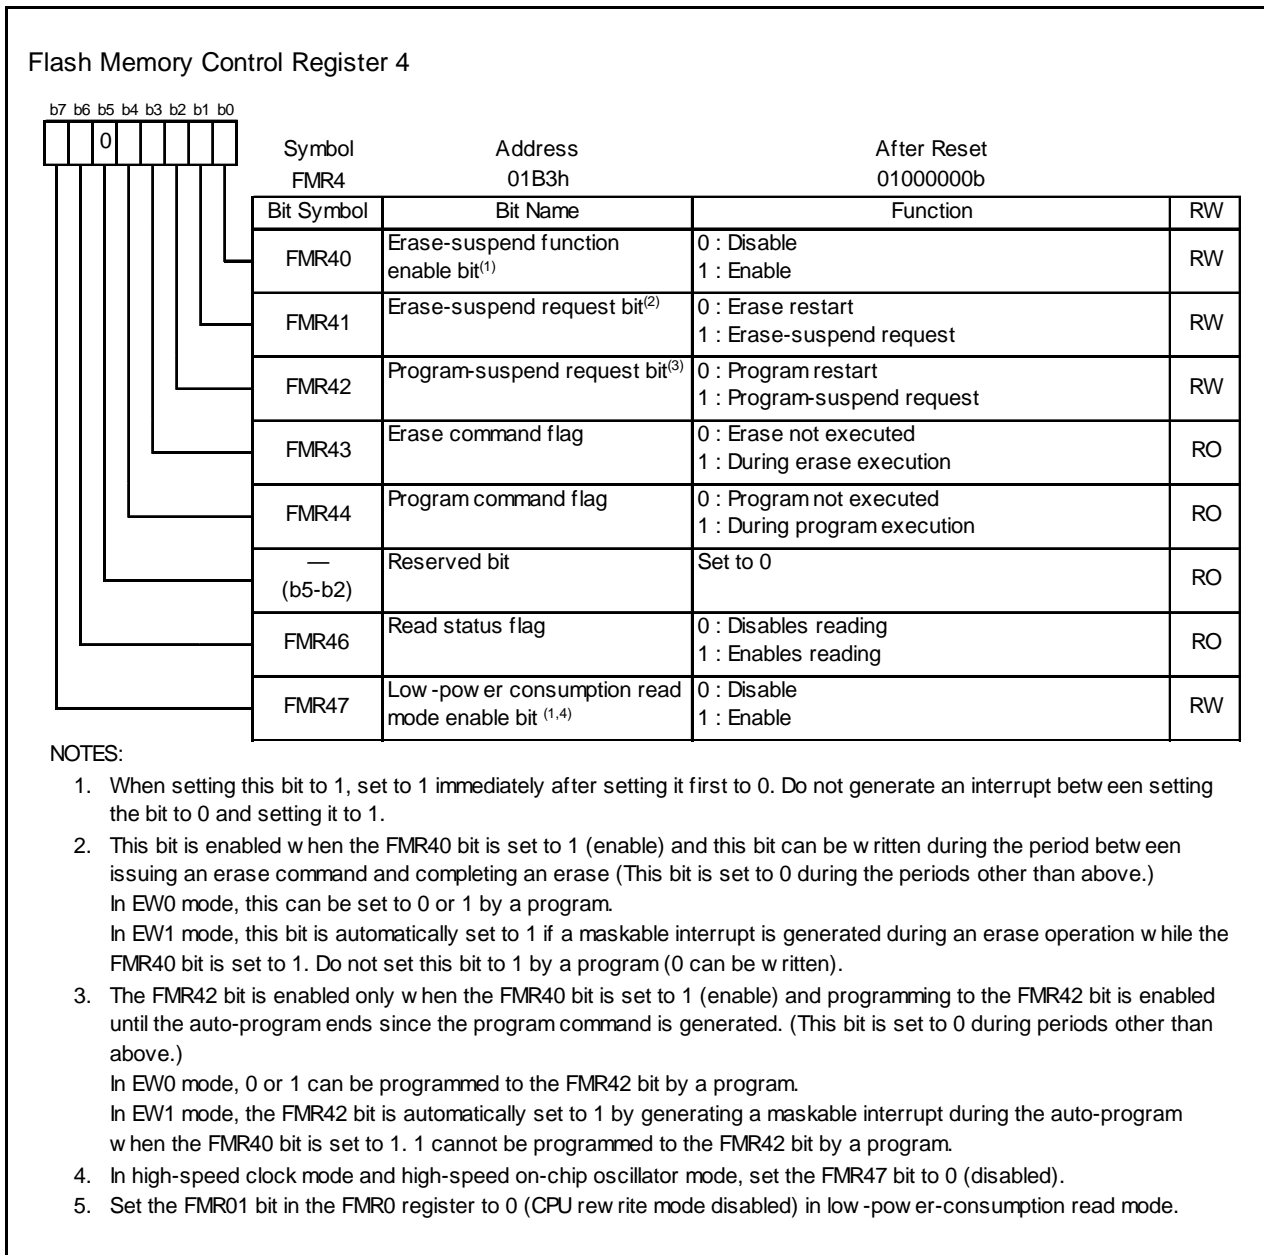 Flash Memory Control Register 4
b7 b6 b5 b4 b3 b2 b1 b0
0
Symbol Address After Reset
FMR4 01B3h 01000000b
Bit Symbol Bit Name Function RW
FMR40 Erase-suspend function enable bit(1) 0 : Disable 1 : Enable RW
FMR41 Erase-suspend request bit(2) 0 : Erase restart 1 : Erase-suspend request RW
FMR42 Program-suspend request bit(3) 0 : Program restart 1 : Program-suspend request RW
FMR43 Erase command flag 0 : Erase not executed 1 : During erase execution RO
FMR44 Program command flag 0 : Program not executed 1 : During program execution RO
— (b5-b2) Reserved bit Set to 0 RO
FMR46 Read status flag 0 : Disables reading 1 : Enables reading RO
FMR47 Low-power consumption read mode enable bit (1,4) 0 : Disable 1 : Enable RW
NOTES:
1. When setting this bit to 1, set to 1 immediately after setting it first to 0. Do not generate an interrupt between setting
the bit to 0 and setting it to 1.
2. This bit is enabled when the FMR40 bit is set to 1 (enable) and this bit can be written during the period between
issuing an erase command and completing an erase (This bit is set to 0 during the periods other than above.)
In EW0 mode, this can be set to 0 or 1 by a program.
In EW1 mode, this bit is automatically set to 1 if a maskable interrupt is generated during an erase operation while the
FMR40 bit is set to 1. Do not set this bit to 1 by a program (0 can be written).
3. The FMR42 bit is enabled only when the FMR40 bit is set to 1 (enable) and programming to the FMR42 bit is enabled
until the auto-program ends since the program command is generated. (This bit is set to 0 during periods other than
above.)
In EW0 mode, 0 or 1 can be programmed to the FMR42 bit by a program.
In EW1 mode, the FMR42 bit is automatically set to 1 by generating a maskable interrupt during the auto-program
when the FMR40 bit is set to 1. 1 cannot be programmed to the FMR42 bit by a program.
4. In high-speed clock mode and high-speed on-chip oscillator mode, set the FMR47 bit to 0 (disabled).
5. Set the FMR01 bit in the FMR0 register to 0 (CPU rewrite mode disabled) in low-power-consumption read mode.